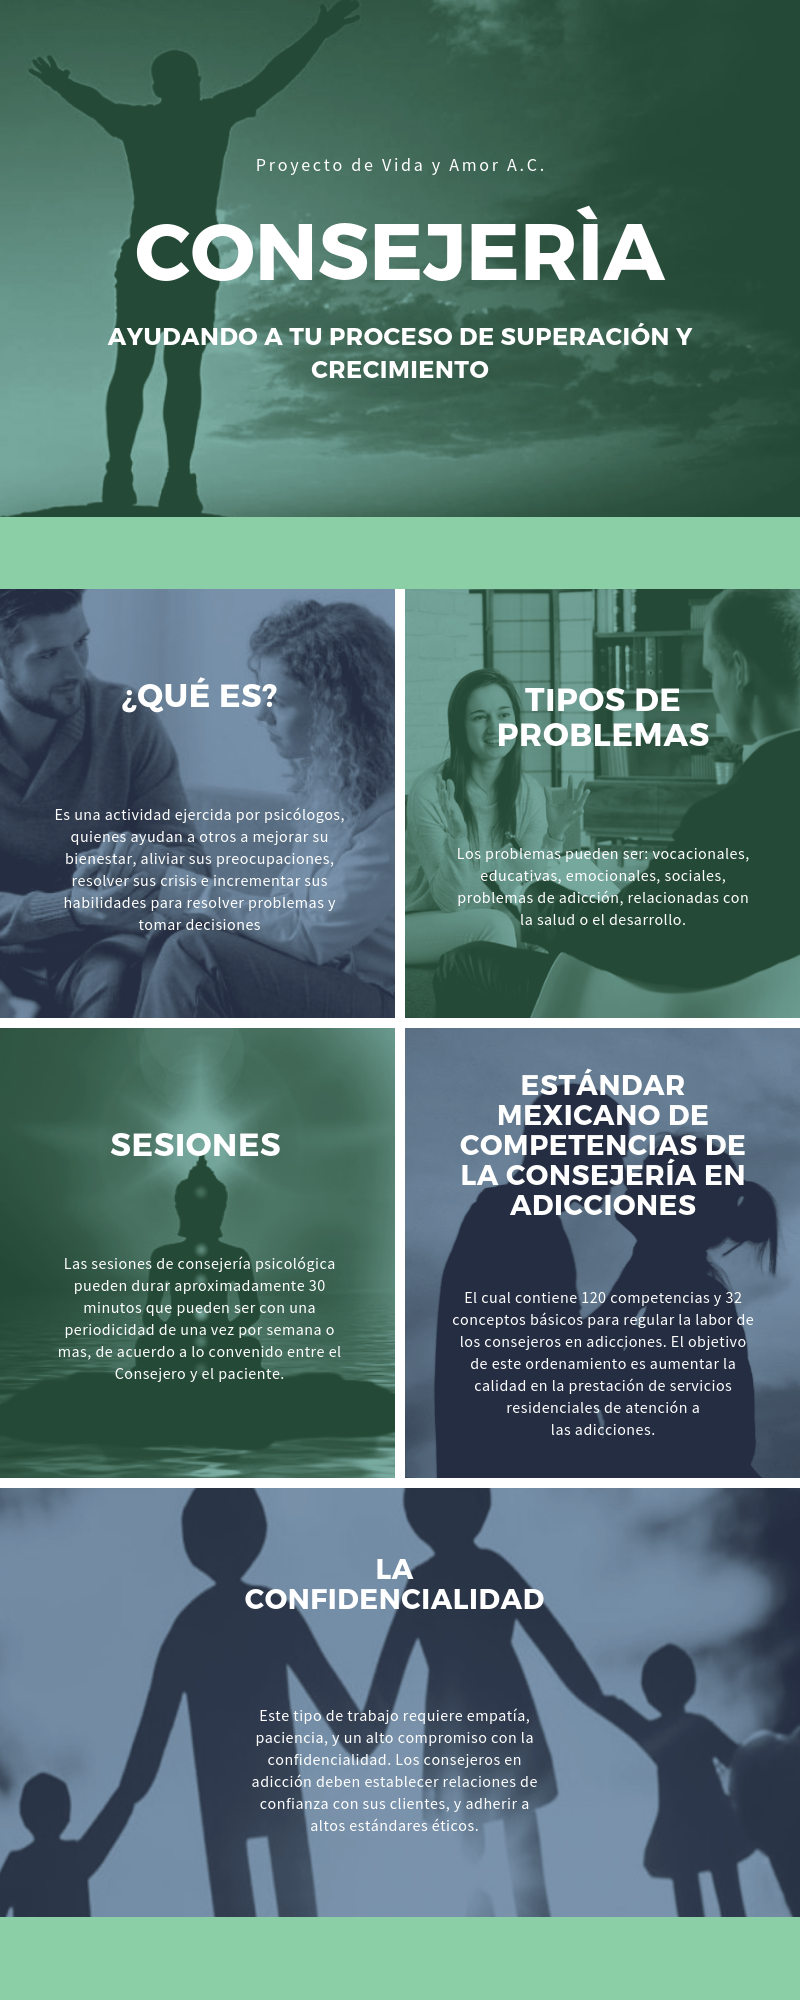 Proyecto de Vida y Amor A.C.
CONSEJERÌA
AYUDANDO A TU PROCESO DE SUPERACIÓN Y
CRECIMIENTO
¿QUÉ ES?
Es una actividad ejercida por psicólogos,
quienes ayudan a otros a mejorar su
bienestar, aliviar sus preocupaciones,
resolver sus crisis e incrementar sus
habilidades para resolver problemas y
tomar decisiones
TIPOS DE
PROBLEMAS
Los problemas pueden ser: vocacionales,
educativas, emocionales, sociales,
problemas de adicción, relacionadas con
la salud o el desarrollo.
SESIONES
Las sesiones de consejería psicológica
pueden durar aproximadamente 30
minutos que pueden ser con una
periodicidad de una vez por semana o
mas, de acuerdo a lo convenido entre el
Consejero y el paciente.
ESTÁNDAR
MEXICANO DE
COMPETENCIAS DE
LA CONSEJERÍA EN
ADICCIONES
El cual contiene 120 competencias y 32
conceptos básicos para regular la labor de
los consejeros en adicciones. El objetivo
de este ordenamiento es aumentar la
calidad en la prestación de servicios
residenciales de atención a
las adicciones.
LA
CONFIDENCIALIDAD
Este tipo de trabajo requiere empatía,
paciencia, y un alto compromiso con la
confidencialidad. Los consejeros en
adicción deben establecer relaciones de
confianza con sus clientes, y adherir a
altos estándares éticos.